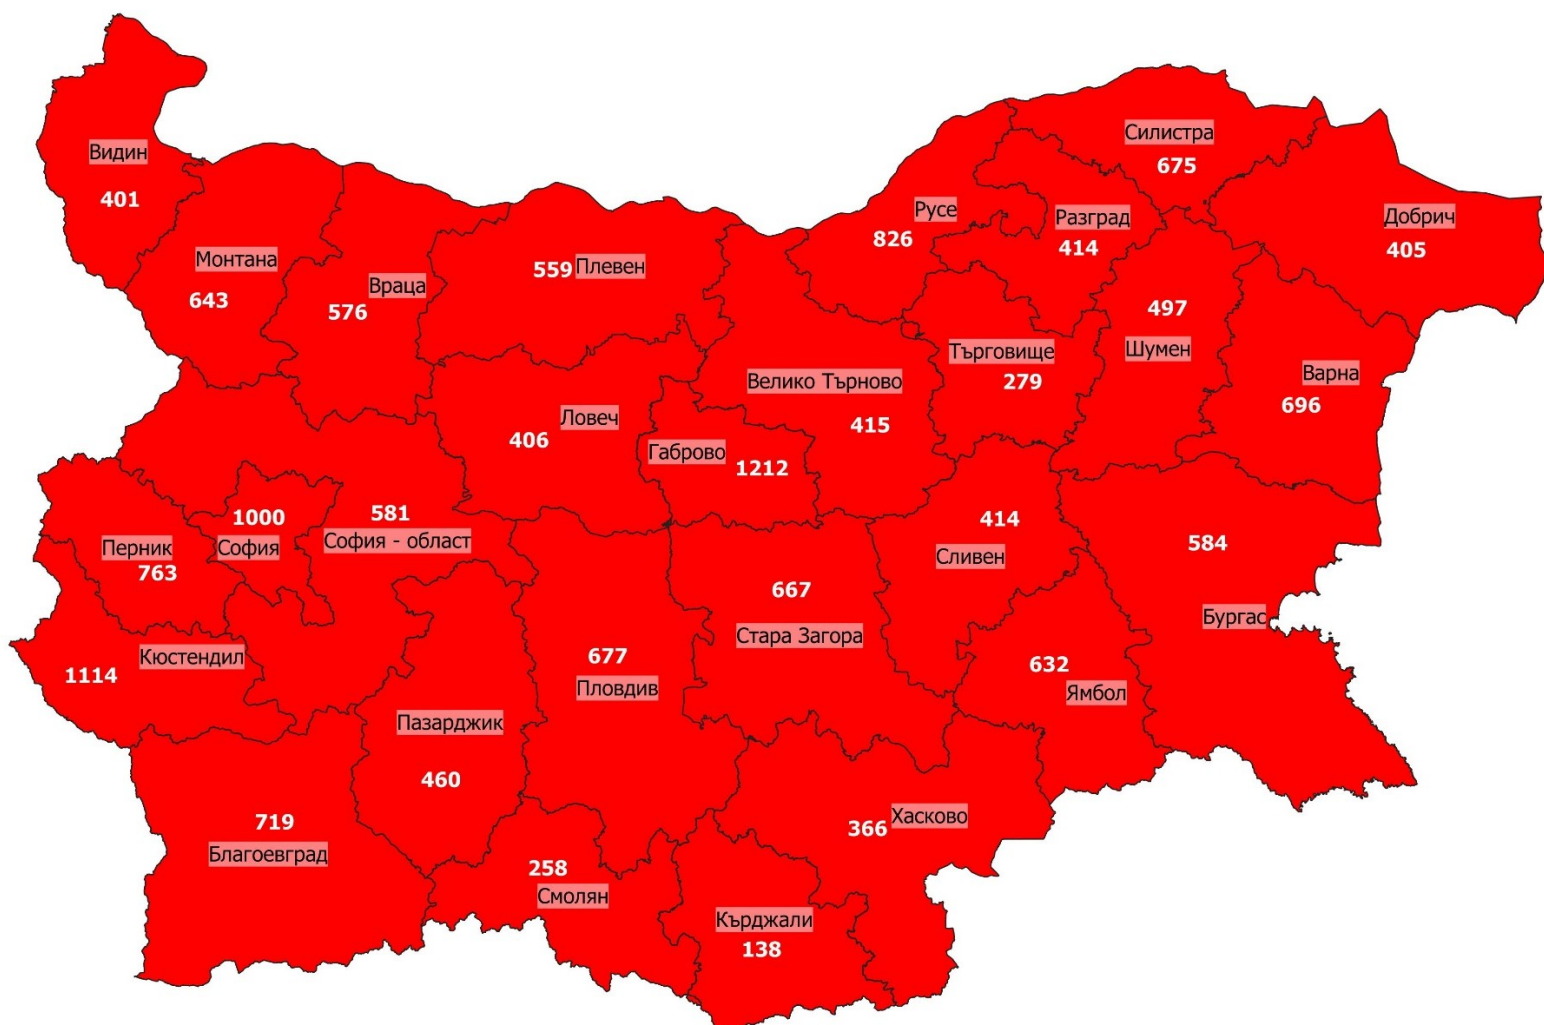 Видин
401
Монтана
643
Враца
576
559 Плевен
Русе
826
Силистра
675
Разград
414
Добрич
405
497
Шумен
Търговище
279
Варна
696
Велико Търново
415
Ловеч
406
Габрово
1212
1000
София
581
София - област
Перник
763
Кюстендил
1114
414
Сливен
584
Бургас
667
Стара Загора
677
Пловдив
632
Ямбол
Пазарджик
460
719
Благоевград
258
Смолян
366 Хасково
Кърджали
138